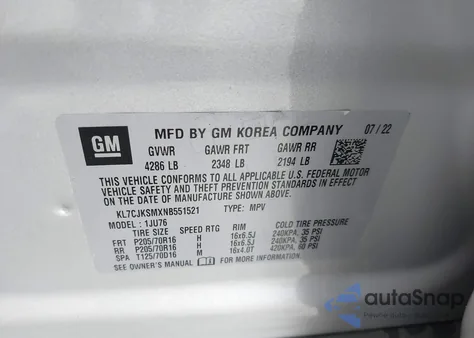 GM
MFD BY GM KOREA COMPANY 07/22
GVWR GAWR FRT GAWR RR
4286 LB 2348 LB 2194 LB
THIS VEHICLE CONFORMS TO ALL APPLICABLE U.S. FEDERAL MOTOR
VEHICLE SAFETY AND THEFT PREVENTION STANDARDS IN EFFECT
ON THE DATE OF MANUFACTURE SHOWN ABOVE.
KL7CJKSMXNB551521 TYPE: MPV
MODEL: 1JU76
TIRE SIZE SPEED RTG RIM COLD TIRE PRESSURE
FRT P205/70R16 H 16x6.5J 240KPA, 35 PSI
RR P205/70R16 H 16x6.5J 240KPA, 35 PSI
SPA T125/70D16 M 16x4.0T 420KPA, 60 PSI
SEE OWNER'S MANUAL FOR MORE INFORMATION
autoSnap